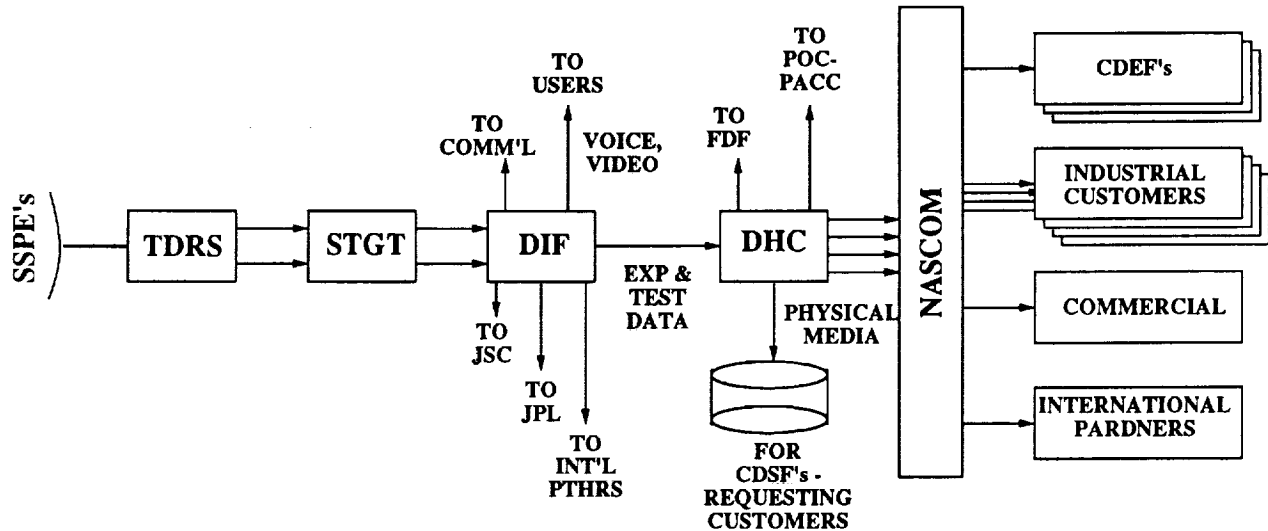 SSPE's
TDRS
STGT
TO
COMM'L
TO
USERS
VOICE,
VIDEO
DIF
TO
JSC
TO
JPL
TO
INT'L
PTHRS
EXP &
TEST
DATA
TO
FDF
TO
POC-
PACC
DHC
PHYSICAL
MEDIA
FOR
CDSF's -
REQUESTING
CUSTOMERS
NASCOM
CDEF's
INDUSTRIAL
CUSTOMERS
COMMERCIAL
INTERNATIONAL
PARDNERS